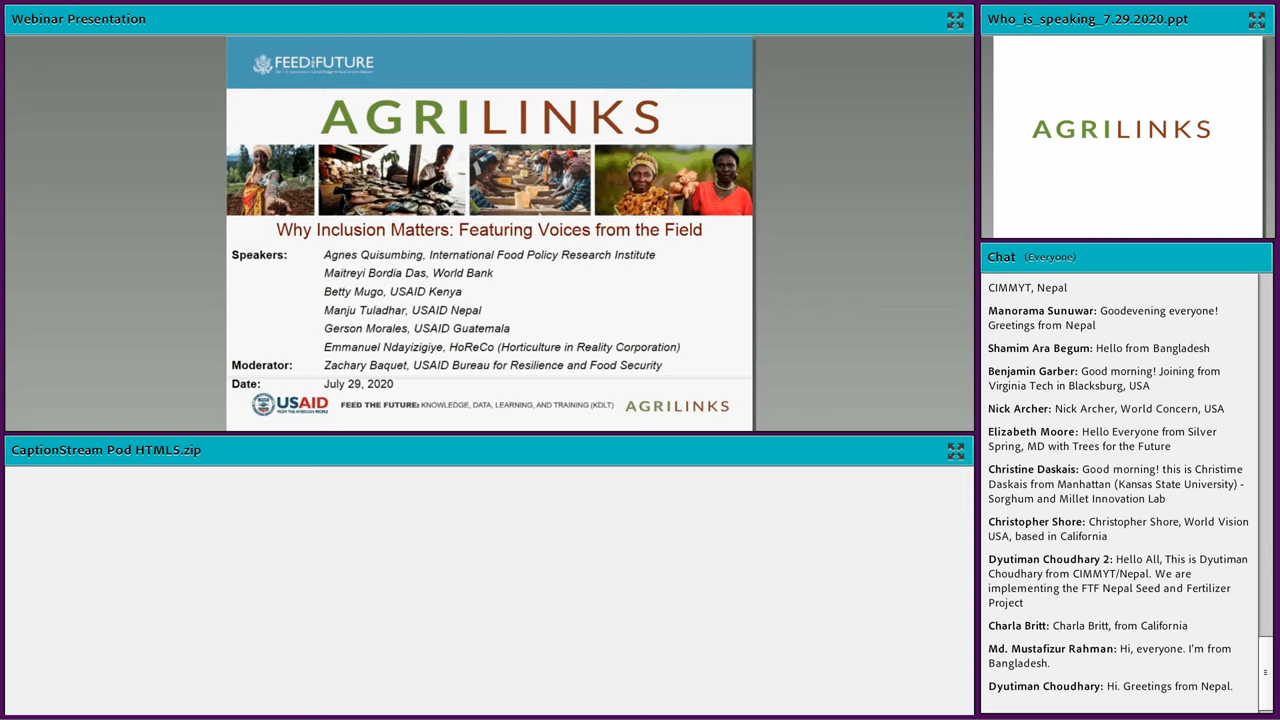 Webinar Presentation
FEED THE FUTURE
AGRILINKS
Why Inclusion Matters: Featuring Voices from the Field
Speakers: Agnes Quisumbing, International Food Policy Research Institute
Maitreyi Bordia Das, World Bank
Betty Mugo, USAID Kenya
Manju Tuladhar, USAID Nepal
Gerson Morales, USAID Guatemala
Emmanuel Ndayizigiye, HoReCo (Horticulture in Reality Corporation)
Moderator: Zachary Baquet, USAID Bureau for Resilience and Food Security
Date: July 29, 2020
USAID
FROM THE AMERICAN PEOPLE
FEED THE FUTURE: KNOWLEDGE, DATA, LEARNING, AND TRAINING (KDLT)
AGRILINKS
CaptionStream Pod HTML5.zip
Who_is_speaking_7.29.2020.ppt
AGRILINKS
Chat (Everyone)
CIMMYT, Nepal
Manorama Sunuwar: Goodevening everyone!
Greetings from Nepal
Shamim Ara Begum: Hello from Bangladesh
Benjamin Garber: Good morning! Joining from
Virginia Tech in Blacksburg, USA
Nick Archer: Nick Archer, World Concern, USA
Elizabeth Moore: Hello Everyone from Silver
Spring, MD with Trees for the Future
Christine Daskais: Good morning! this is Christime
Daskais from Manhattan (Kansas State University) -
Sorghum and Millet Innovation Lab
Christopher Shore: Christopher Shore, World Vision
USA, based in California
Dyutiman Choudhary 2: Hello All, This is Dyutiman
Choudhary from CIMMYT/Nepal. We are
implementing the FTF Nepal Seed and Fertilizer
Project
Charla Britt: Charla Britt, from California
Md. Mustafizur Rahman: Hi, everyone. I'm from
Bangladesh.
Dyutiman Choudhary: Hi. Greetings from Nepal.